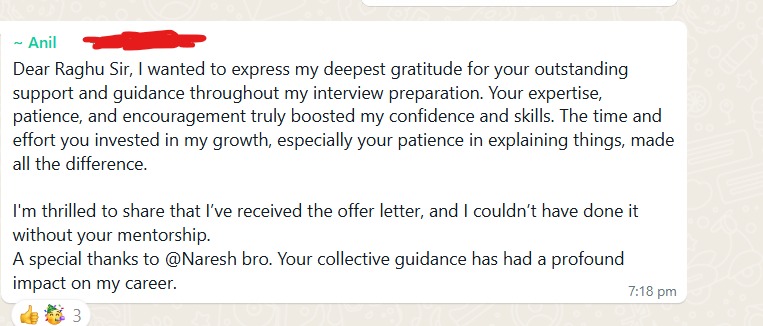 ~ Anil
Dear Raghu Sir, I wanted to express my deepest gratitude for your outstanding
support and guidance throughout my interview preparation. Your expertise,
patience, and encouragement truly boosted my confidence and skills. The time and
effort you invested in my growth, especially your patience in explaining things, made
all the difference.
I'm thrilled to share that I’ve received the offer letter, and I couldn’t have done it
without your mentorship.
A special thanks to @Naresh bro. Your collective guidance has had a profound
impact on my career.
7:18 pm
3